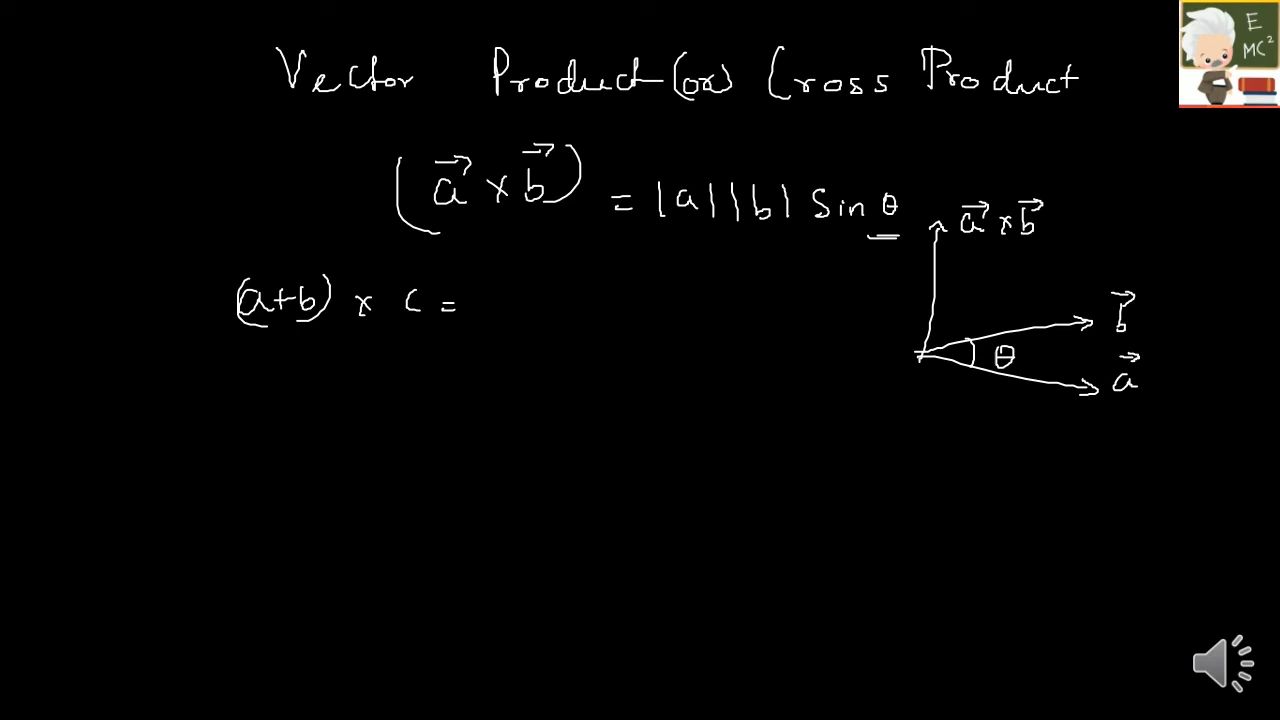 Vector Product (or) Cross Product
(a⃗ × b⃗) = |a| |b| Sin θ
a⃗ × b⃗
(a+b) × c =
b⃗
θ
a⃗
E
MC²